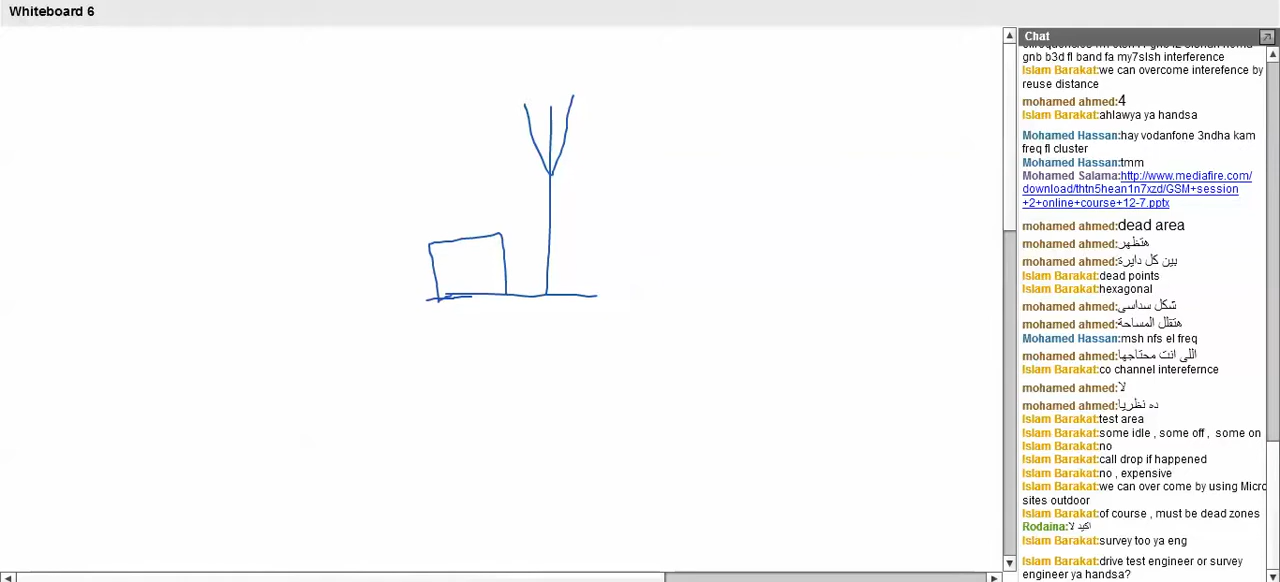 Whiteboard 6
Chat
gnb b3d fl band fa my7slsh interference
Islam Barakat:we can overcome interefence by
reuse distance
mohamed ahmed:4
Islam Barakat:ahlawya ya handsa
Mohamed Hassan:hay vodanfone 3ndha kam
freq fl cluster
Mohamed Hassan:tmm
Mohamed Salama:http://www.mediafire.com/
download/thtn5hean1n7xzd/GSM+session
+2+online+course+12-7.pptx
mohamed ahmed:dead area
mohamed ahmed:هتظهر
mohamed ahmed:بين كل دايرة
Islam Barakat:dead points
Islam Barakat:hexagonal
mohamed ahmed:شكل سداسى
mohamed ahmed:هتقلل المساحة
Mohamed Hassan:msh nfs el freq
mohamed ahmed:اللى انت محتاجها
Islam Barakat:co channel interefernce
mohamed ahmed:لا
mohamed ahmed:ده نظريا
Islam Barakat:test area
Islam Barakat:some idle , some off , some on
Islam Barakat:no
Islam Barakat:call drop if happened
Islam Barakat:no , expensive
Islam Barakat:we can over come by using Micro
sites outdoor
Islam Barakat:of course , must be dead zones
Rodaina:اكيد لا
Islam Barakat:survey too ya eng
Islam Barakat:drive test engineer or survey
engineer ya handsa?